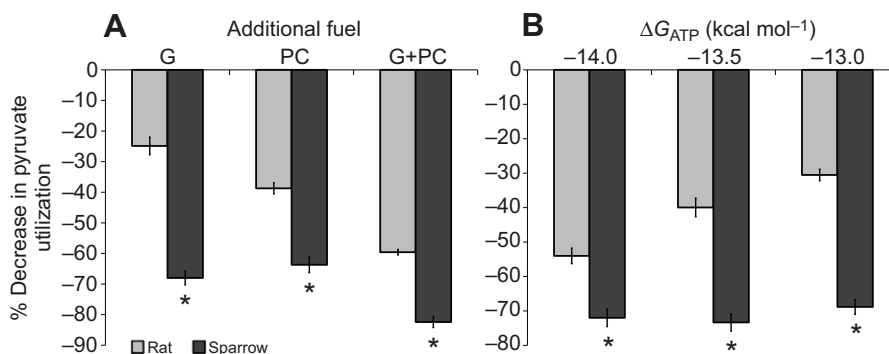 A
Additional fuel
G PC G+PC
0
–10
–20
–30
–40
–50
–60
–70
–80
–90
% Decrease in pyruvate
utilization
* * *
Rat Sparrow
B
ΔG_ATP (kcal mol⁻¹)
–14.0 –13.5 –13.0
0
–10
–20
–30
–40
–50
–60
–70
–80
* * *